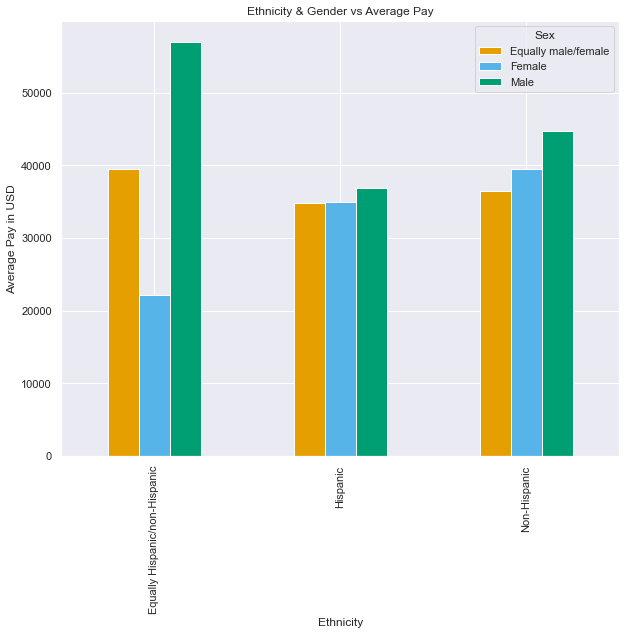 Ethnicity & Gender vs Average Pay
Sex
Equally male/female
Female
Male
Average Pay in USD
50000
40000
30000
20000
10000
0
Equally Hispanic/non-Hispanic
Hispanic
Non-Hispanic
Ethnicity